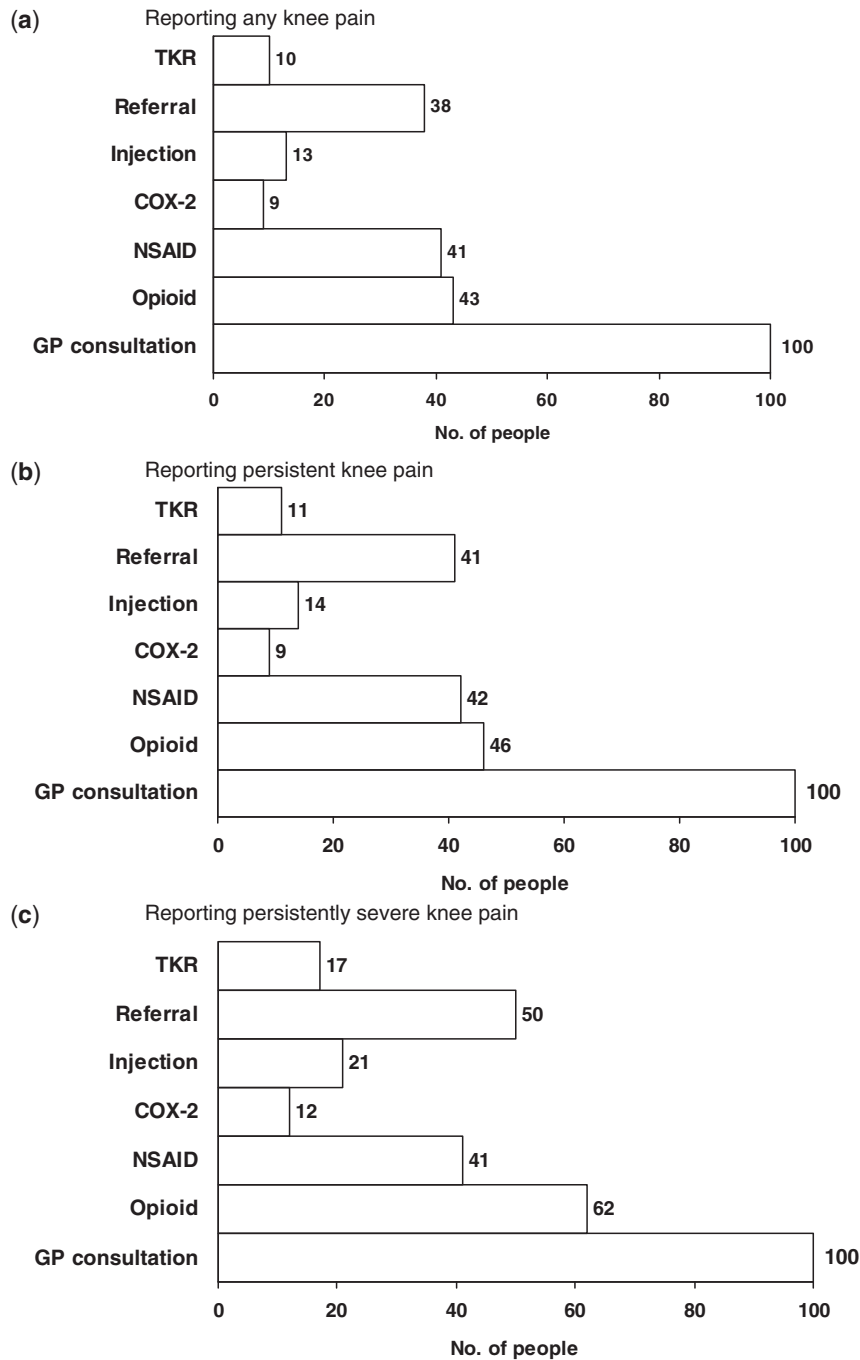 (a) Reporting any knee pain
TKR 10
Referral 38
Injection 13
COX-2 9
NSAID 41
Opioid 43
GP consultation 100
0 20 40 60 80 100
No. of people
(b) Reporting persistent knee pain
TKR 11
Referral 41
Injection 14
COX-2 9
NSAID 42
Opioid 46
GP consultation 100
0 20 40 60 80 100
No. of people
(c) Reporting persistently severe knee pain
TKR 17
Referral 50
Injection 21
COX-2 12
NSAID 41
Opioid 62
GP consultation 100
0 20 40 60 80 100
No. of people